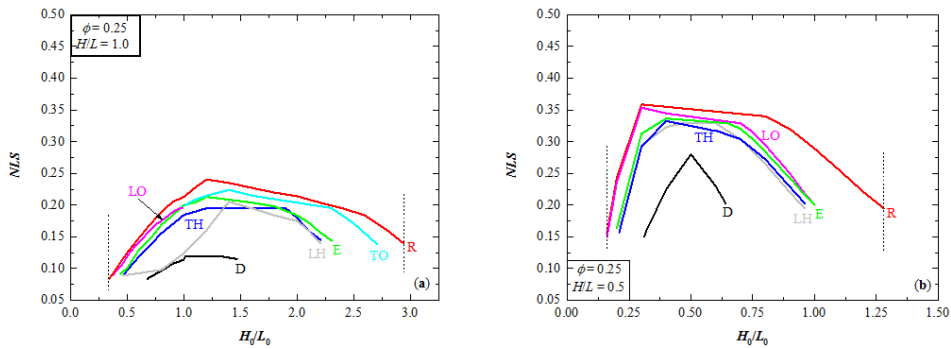 0.50
0.45
0.40
0.35
0.30
0.25
0.20
0.15
0.10
0.05
NLS
ϕ = 0.25
H/L = 1.0
LO
TH
LH
E
TO
R
D
(a)
0.0 0.5 1.0 1.5 2.0 2.5 3.0
H₀/L₀
0.50
0.45
0.40
0.35
0.30
0.25
0.20
0.15
0.10
0.05
NLS
LO
TH
D
LH
E
R
ϕ = 0.25
H/L = 0.5
(b)
0.00 0.25 0.50 0.75 1.00 1.25 1.50
H₀/L₀